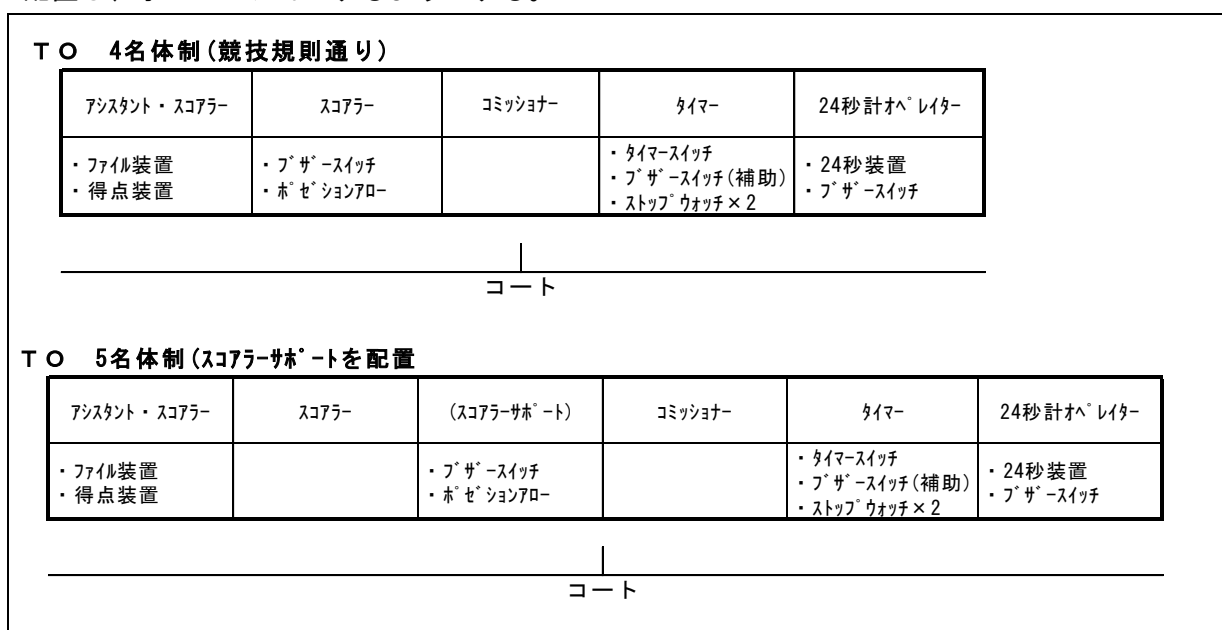 ＴＯ　4名体制(競技規則通り)
ｱｼｽﾀﾝﾄ・ｽｺｱﾗｰ　ｽｺｱﾗｰ　ｺﾐｯｼｮﾅｰ　ﾀｲﾏｰ　24秒計ｵﾍﾟﾚｲﾀｰ
・ﾌｧｲﾙ装置　・ﾌﾞｻﾞｰｽｲｯﾁ　・ﾀｲﾏｰｽｲｯﾁ　・24秒装置
・得点装置　・ﾎﾟｾﾞｼｮﾝｱﾛｰ　・ﾌﾞｻﾞｰｽｲｯﾁ(補助)　・ﾌﾞｻﾞｰｽｲｯﾁ
・ｽﾄｯﾌﾟｳｫｯﾁ×2
コート
ＴＯ　5名体制(ｽｺｱﾗｰｻﾎﾟｰﾄを配置
ｱｼｽﾀﾝﾄ・ｽｺｱﾗｰ　ｽｺｱﾗｰ　(ｽｺｱﾗｰｻﾎﾟｰﾄ)　ｺﾐｯｼｮﾅｰ　ﾀｲﾏｰ　24秒計ｵﾍﾟﾚｲﾀｰ
・ﾌｧｲﾙ装置　・ﾌﾞｻﾞｰｽｲｯﾁ　・ﾀｲﾏｰｽｲｯﾁ　・24秒装置
・得点装置　・ﾎﾟｾﾞｼｮﾝｱﾛｰ　・ﾌﾞｻﾞｰｽｲｯﾁ(補助)　・ﾌﾞｻﾞｰｽｲｯﾁ
・ｽﾄｯﾌﾟｳｫｯﾁ×2
コート